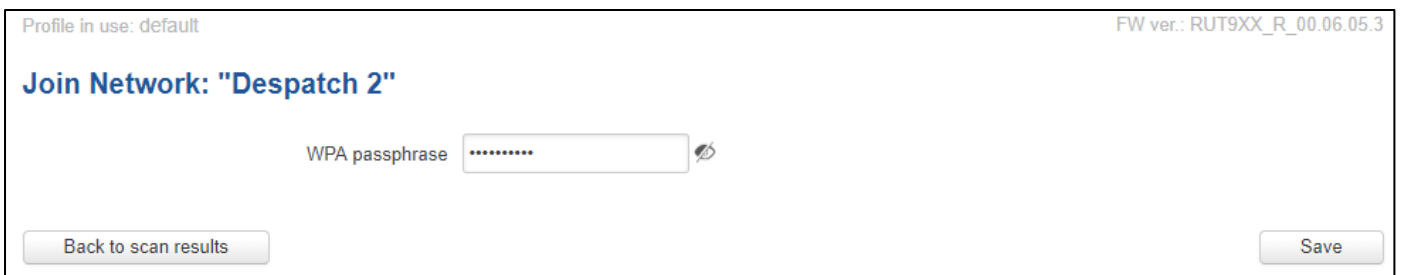 Profile in use: default
FW ver.: RUT9XX_R_00.06.05.3
Join Network: "Despatch 2"
WPA passphrase ••••••••••
Back to scan results
Save